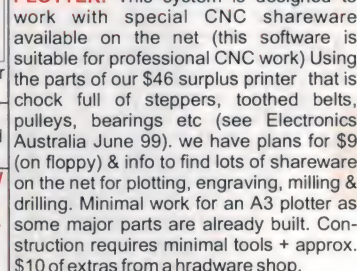 PLOTTER. This system is designed to
work with special CNC shareware
available on the net (this software is
suitable for professional CNC work) Using
the parts of our $46 surplus printer that is
chock full of steppers, toothed belts,
pulleys, bearings etc (see Electronics
Australia June 99). we have plans for $9
(on floppy) & info to find lots of shareware
on the net for plotting, engraving, milling &
drilling. Minimal work for an A3 plotter as
some major parts are already built. Con-
struction requires minimal tools + approx.
$10 of extras from a hradware shop.